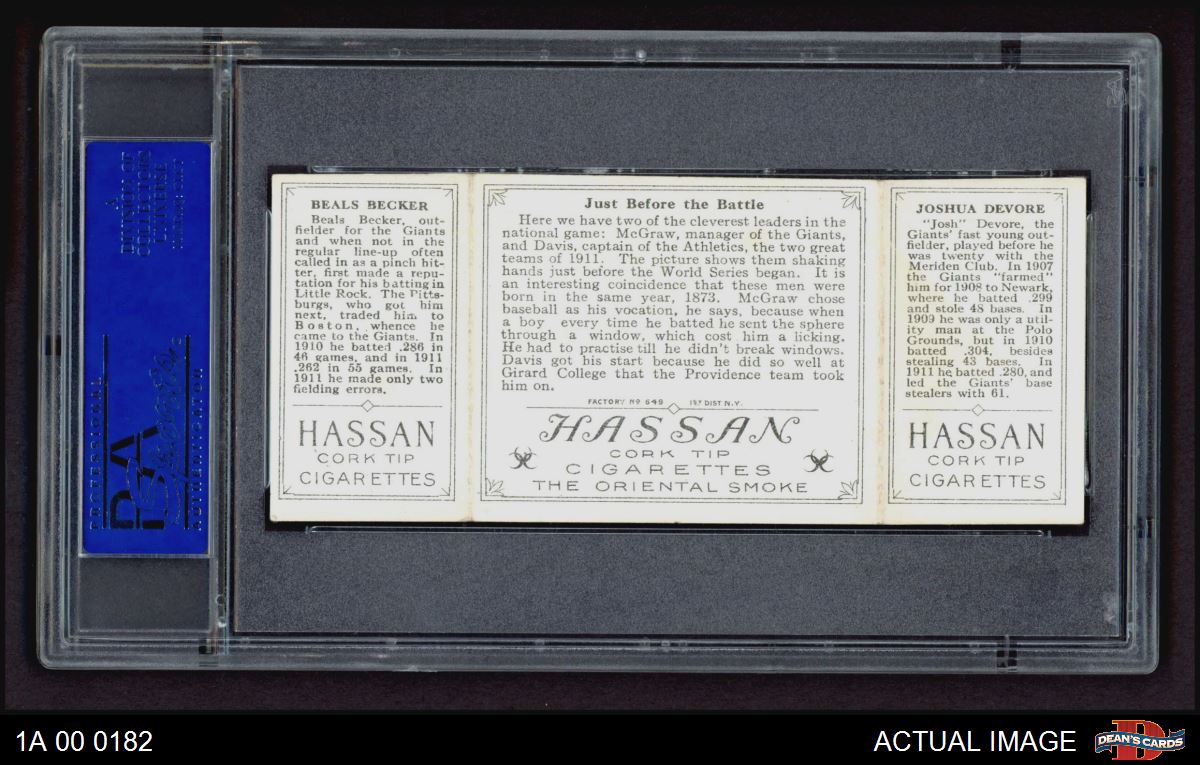 A
DIVISION OF
COLLECTORS
UNIVERSE
PROFESSIONAL
PSA
AUTHENTICATOR
BEALS BECKER
Beals Becker, out-
fielder for the Giants
and when not in the
regular line-up often
called in as a pinch hit-
ter, first made a repu-
tation for his batting in
Little Rock. The Pitts-
burgs, who got him
next, traded him to
Boston, whence he
came to the Giants. In
1910 he batted .286 in
46 games, and in 1911
.262 in 55 games. In
1911 he made only two
fielding errors.
HASSAN
CORK TIP
CIGARETTES
Just Before the Battle
Here we have two of the cleverest leaders in the
national game: McGraw, manager of the Giants,
and Davis, captain of the Athletics, the two great
teams of 1911. The picture shows them shaking
hands just before the World Series began. It is
an interesting coincidence that these men were
born in the same year, 1873. McGraw chose
baseball as his vocation, he says, because when
a boy every time he batted he sent the sphere
through a window, which cost him a licking.
He had to practise till he didn't break windows.
Davis got his start because he did so well at
Girard College that the Providence team took
him on.
FACTORY Nº 649 1ST DIST N.Y.
HASSAN
CORK TIP
CIGARETTES
THE ORIENTAL SMOKE
JOSHUA DEVORE
"Josh" Devore, the
Giants' fast young out-
fielder, played before he
was twenty with the
Meriden Club. In 1907
the Giants "farmed"
him for 1908 to Newark,
where he batted .299
and stole 48 bases. In
1909 he was only a util-
ity man at the Polo
Grounds, but in 1910
batted .304, besides
stealing 43 bases. In
1911 he batted .280, and
led the Giants' base
stealers with 61.
HASSAN
CORK TIP
CIGARETTES
1A 00 0182
ACTUAL IMAGE
DEAN'S CARDS